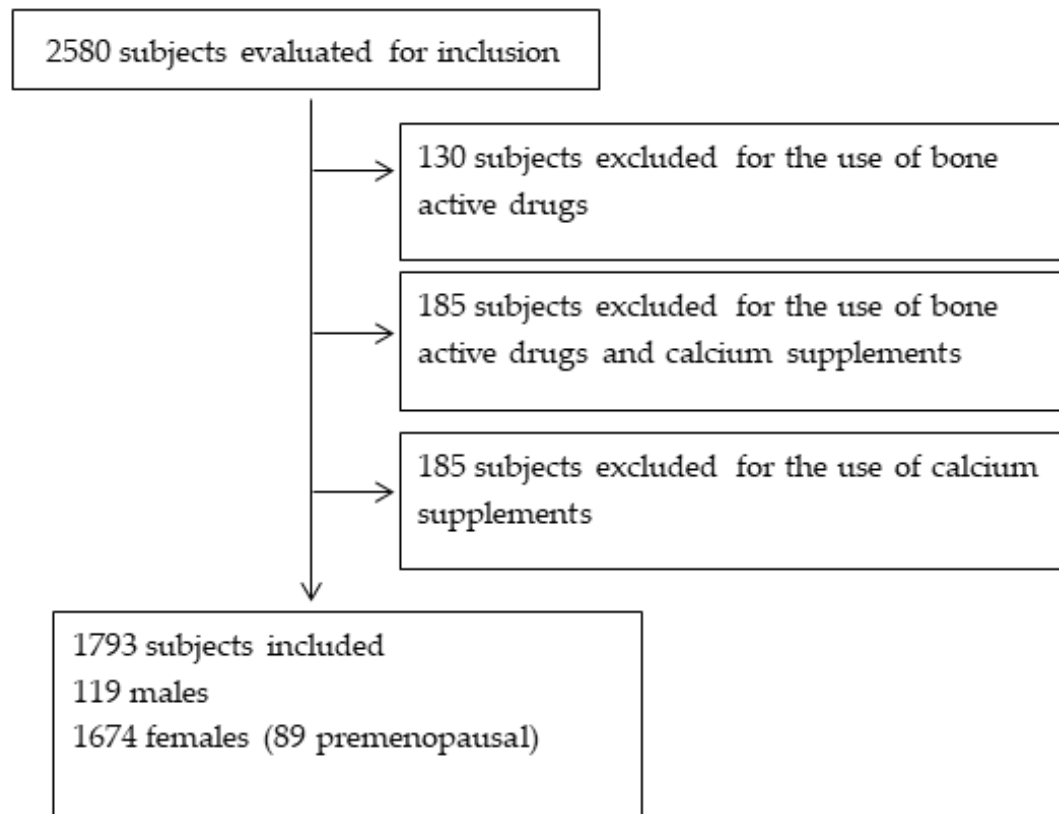 2580 subjects evaluated for inclusion
130 subjects excluded for the use of bone
active drugs
185 subjects excluded for the use of bone
active drugs and calcium supplements
185 subjects excluded for the use of calcium
supplements
1793 subjects included
119 males
1674 females (89 premenopausal)